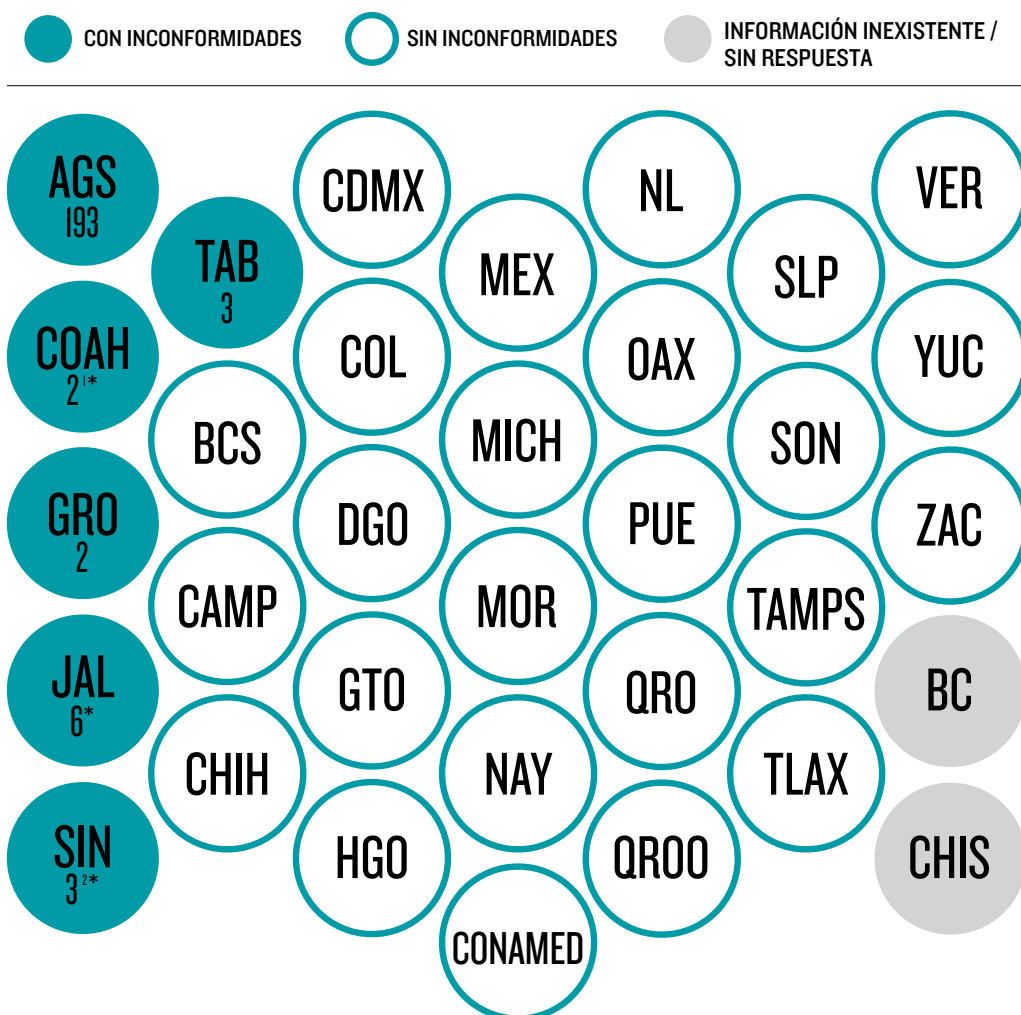 CON INCONFORMIDADES
SIN INCONFORMIDADES
INFORMACIÓN INEXISTENTE /
SIN RESPUESTA
AGS
193
COAH
2¹*
GRO
2
JAL
6*
SIN
3²*
TAB
3
BCS
CAMP
CHIH
CDMX
COL
DGO
GTO
HGO
MEX
MICH
MOR
NAY
CONAMED
NL
OAX
PUE
QRO
QROO
SLP
SON
TAMPS
TLAX
VER
YUC
ZAC
BC
CHIS